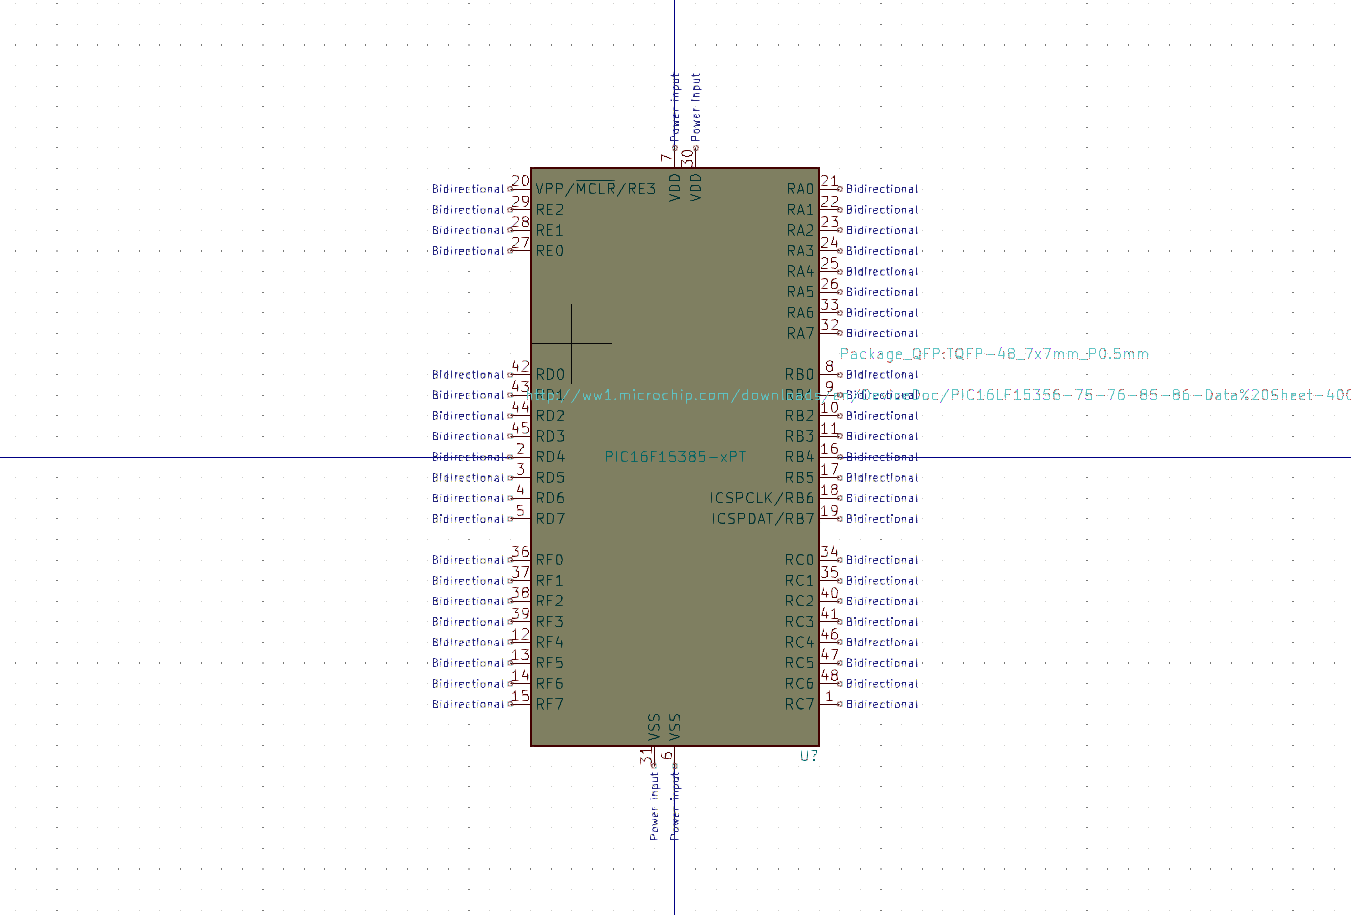 Power input
Power Input
7
30
VDD
VDD
Bidirectional 20 VPP/MCLR/RE3 RA0 21 Bidirectional
Bidirectional 29 RE2 RA1 22 Bidirectional
Bidirectional 28 RE1 RA2 23 Bidirectional
Bidirectional 27 RE0 RA3 24 Bidirectional
RA4 25 Bidirectional
RA5 26 Bidirectional
RA6 33 Bidirectional
RA7 32 Bidirectional
Package_QFP:TQFP-48_7x7mm_P0.5mm
Bidirectional 42 RD0 RB0 8 Bidirectional
Bidirectional 43 RD1 RB1 9
http://ww1.microchip.com/downloads/en/DeviceDoc/PIC16LF15356-75-76-85-86-Data%20Sheet-400
Bidirectional 44 RD2 RB2 10 Bidirectional
Bidirectional 45 RD3 RB3 11 Bidirectional
Bidirectional 2 RD4 PIC16F15385-xPT RB4 16 Bidirectional
Bidirectional 3 RD5 RB5 17 Bidirectional
Bidirectional 4 RD6 ICSPCLK/RB6 18 Bidirectional
Bidirectional 5 RD7 ICSPDAT/RB7 19 Bidirectional
Bidirectional 36 RF0 RC0 34 Bidirectional
Bidirectional 37 RF1 RC1 35 Bidirectional
Bidirectional 38 RF2 RC2 40 Bidirectional
Bidirectional 39 RF3 RC3 41 Bidirectional
Bidirectional 12 RF4 RC4 46 Bidirectional
Bidirectional 13 RF5 RC5 47 Bidirectional
Bidirectional 14 RF6 RC6 48 Bidirectional
Bidirectional 15 RF7 RC7 1 Bidirectional
VSS
VSS
31
6
U?
Power input
Power input